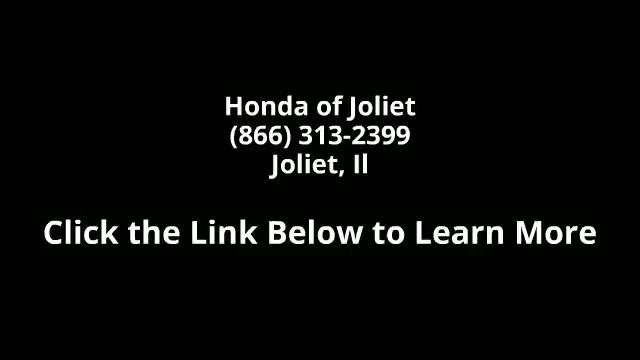 Honda of Joliet
(866) 313-2399
Joliet, Il
Click the Link Below to Learn More